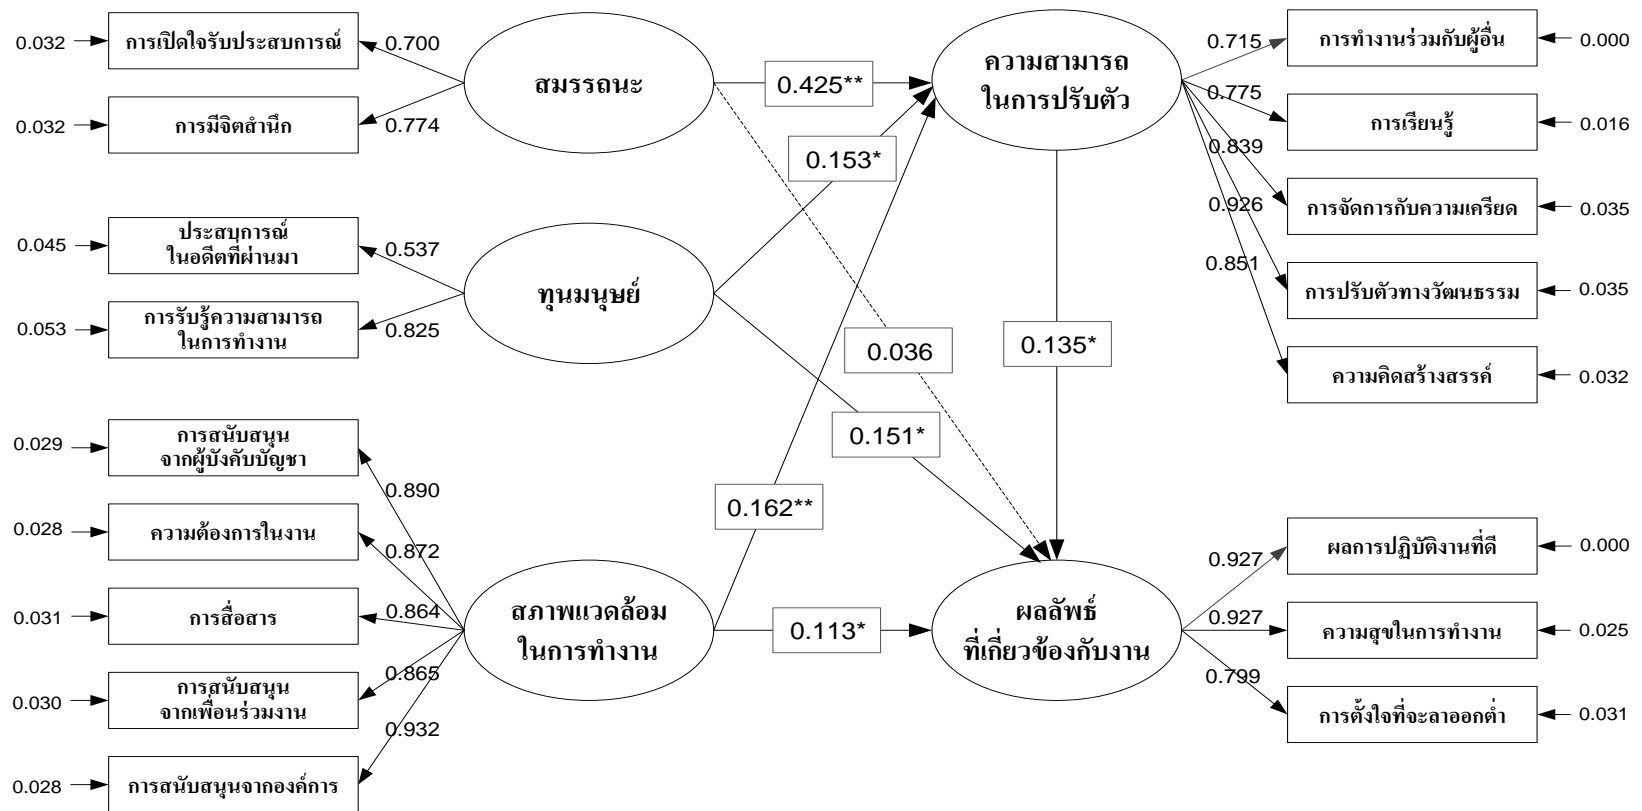 0.032
การเปิดใจรับประสบการณ์
0.700
0.032
การมีจิตสำนึก
0.774
สมรรถนะ
0.045
ประสบการณ์
ในอดีตที่ผ่านมา
0.537
0.053
การรับรู้ความสามารถ
ในการทำงาน
0.825
ทุนมนุษย์
0.029
การสนับสนุน
จากผู้บังคับบัญชา
0.890
0.028
ความต้องการในงาน
0.872
0.031
การสื่อสาร
0.864
0.030
การสนับสนุน
จากเพื่อนร่วมงาน
0.865
0.028
การสนับสนุนจากองค์การ
0.932
สภาพแวดล้อม
ในการทำงาน
0.425**
0.153*
0.036
0.151*
0.162**
0.113*
0.135*
ความสามารถ
ในการปรับตัว
0.715
การทำงานร่วมกับผู้อื่น
0.000
0.775
การเรียนรู้
0.016
0.839
การจัดการกับความเครียด
0.035
0.926
การปรับตัวทางวัฒนธรรม
0.035
0.851
ความคิดสร้างสรรค์
0.032
ผลลัพธ์
ที่เกี่ยวข้องกับงาน
0.927
ผลการปฏิบัติงานที่ดี
0.000
0.927
ความสุขในการทำงาน
0.025
0.799
การตั้งใจที่จะลาออกต่ำ
0.031